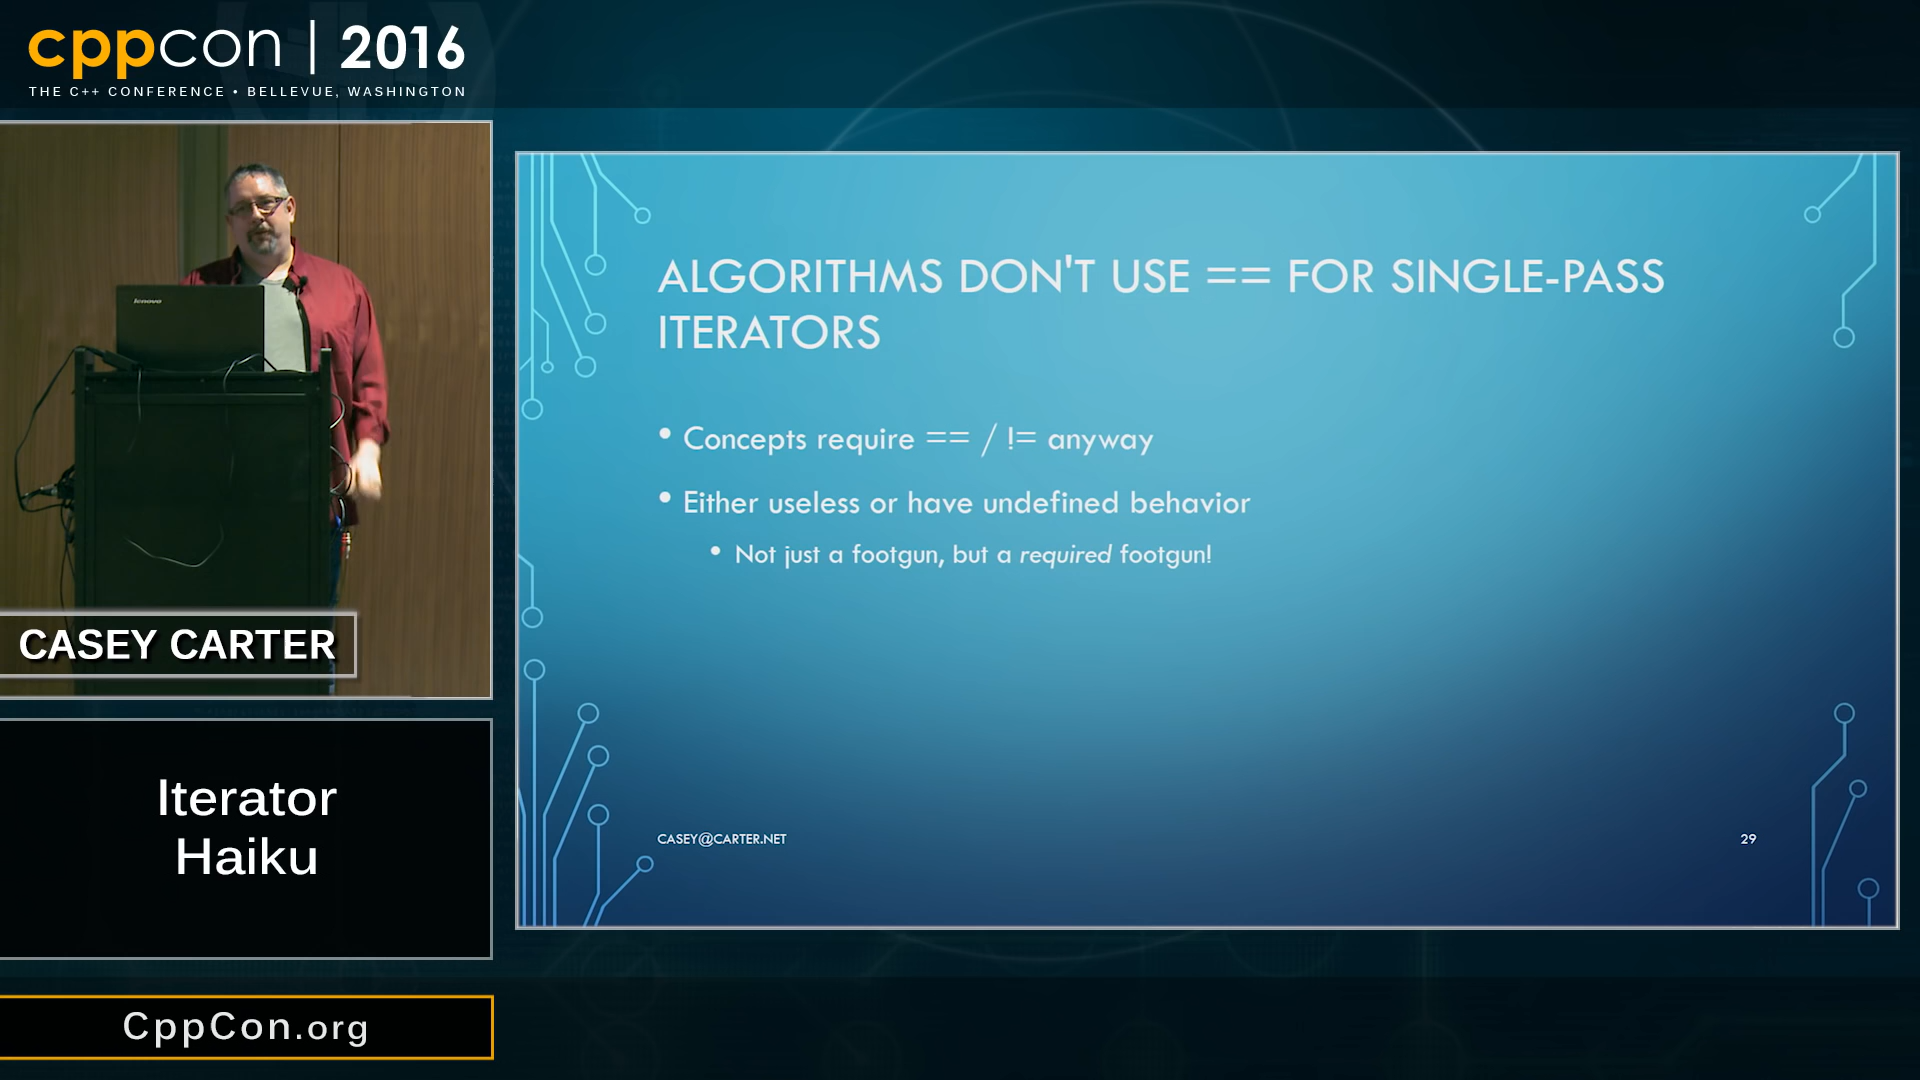 cppcon | 2016
THE C++ CONFERENCE • BELLEVUE, WASHINGTON
lenovo
CASEY CARTER
Iterator
Haiku
CppCon.org
ALGORITHMS DON'T USE == FOR SINGLE-PASS
ITERATORS
• Concepts require == / != anyway
• Either useless or have undefined behavior
• Not just a footgun, but a required footgun!
CASEY@CARTER.NET
29